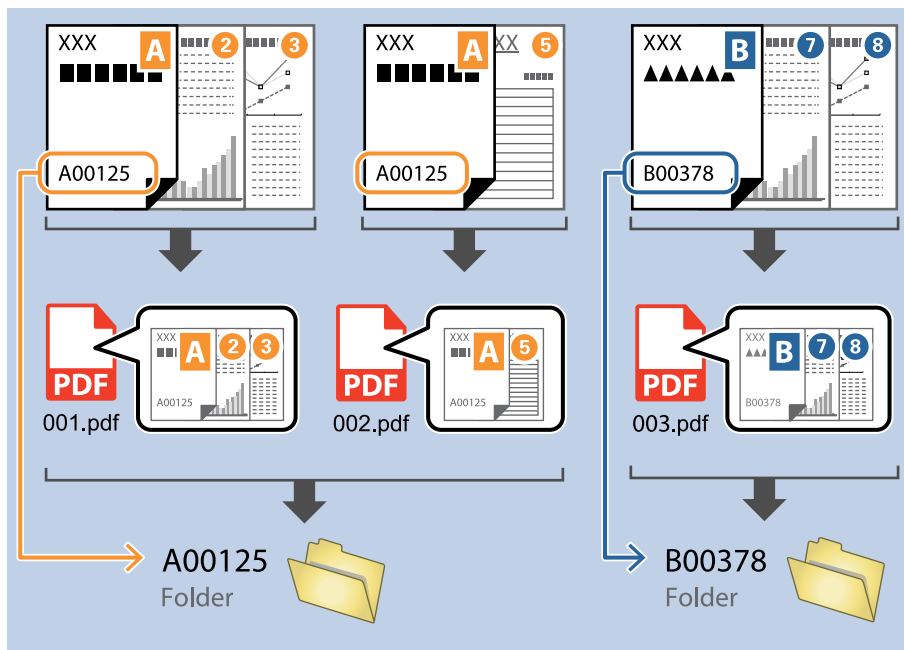 XXX A 2 3
A00125
XXX A XX 5
A00125
XXX B 7 8
B00378
PDF
001.pdf
XXX A 2 3
A00125
PDF
002.pdf
XXX A 5
A00125
PDF
003.pdf
XXX B 7 8
B00378
A00125
Folder
B00378
Folder